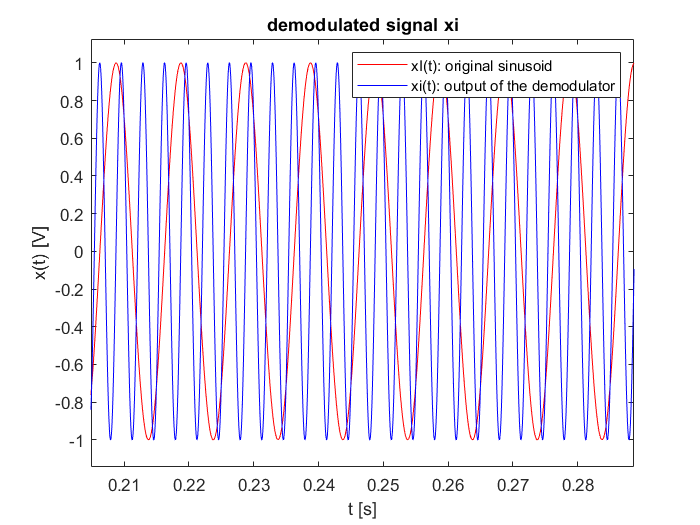 demodulated signal xi
xI(t): original sinusoid
xi(t): output of the demodulator
x(t) [V]
1
0.8
0.6
0.4
0.2
0
-0.2
-0.4
-0.6
-0.8
-1
0.21 0.22 0.23 0.24 0.25 0.26 0.27 0.28
t [s]